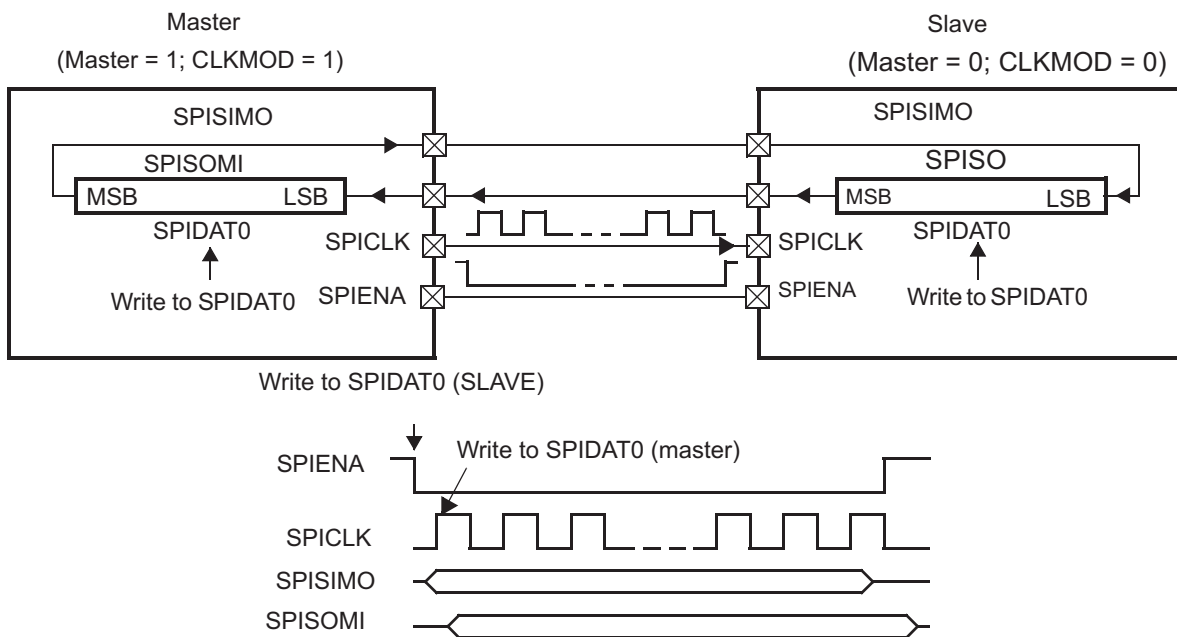 Master
(Master = 1; CLKMOD = 1)
Slave
(Master = 0; CLKMOD = 0)
SPISIMO
SPISIMO
SPISOMI
SPISO
MSB LSB
MSB LSB
SPIDAT0
SPICLK
SPICLK
SPIDAT0
Write to SPIDAT0
SPIENA
SPIENA
Write to SPIDAT0
Write to SPIDAT0 (SLAVE)
Write to SPIDAT0 (master)
SPIENA
SPICLK
SPISIMO
SPISOMI